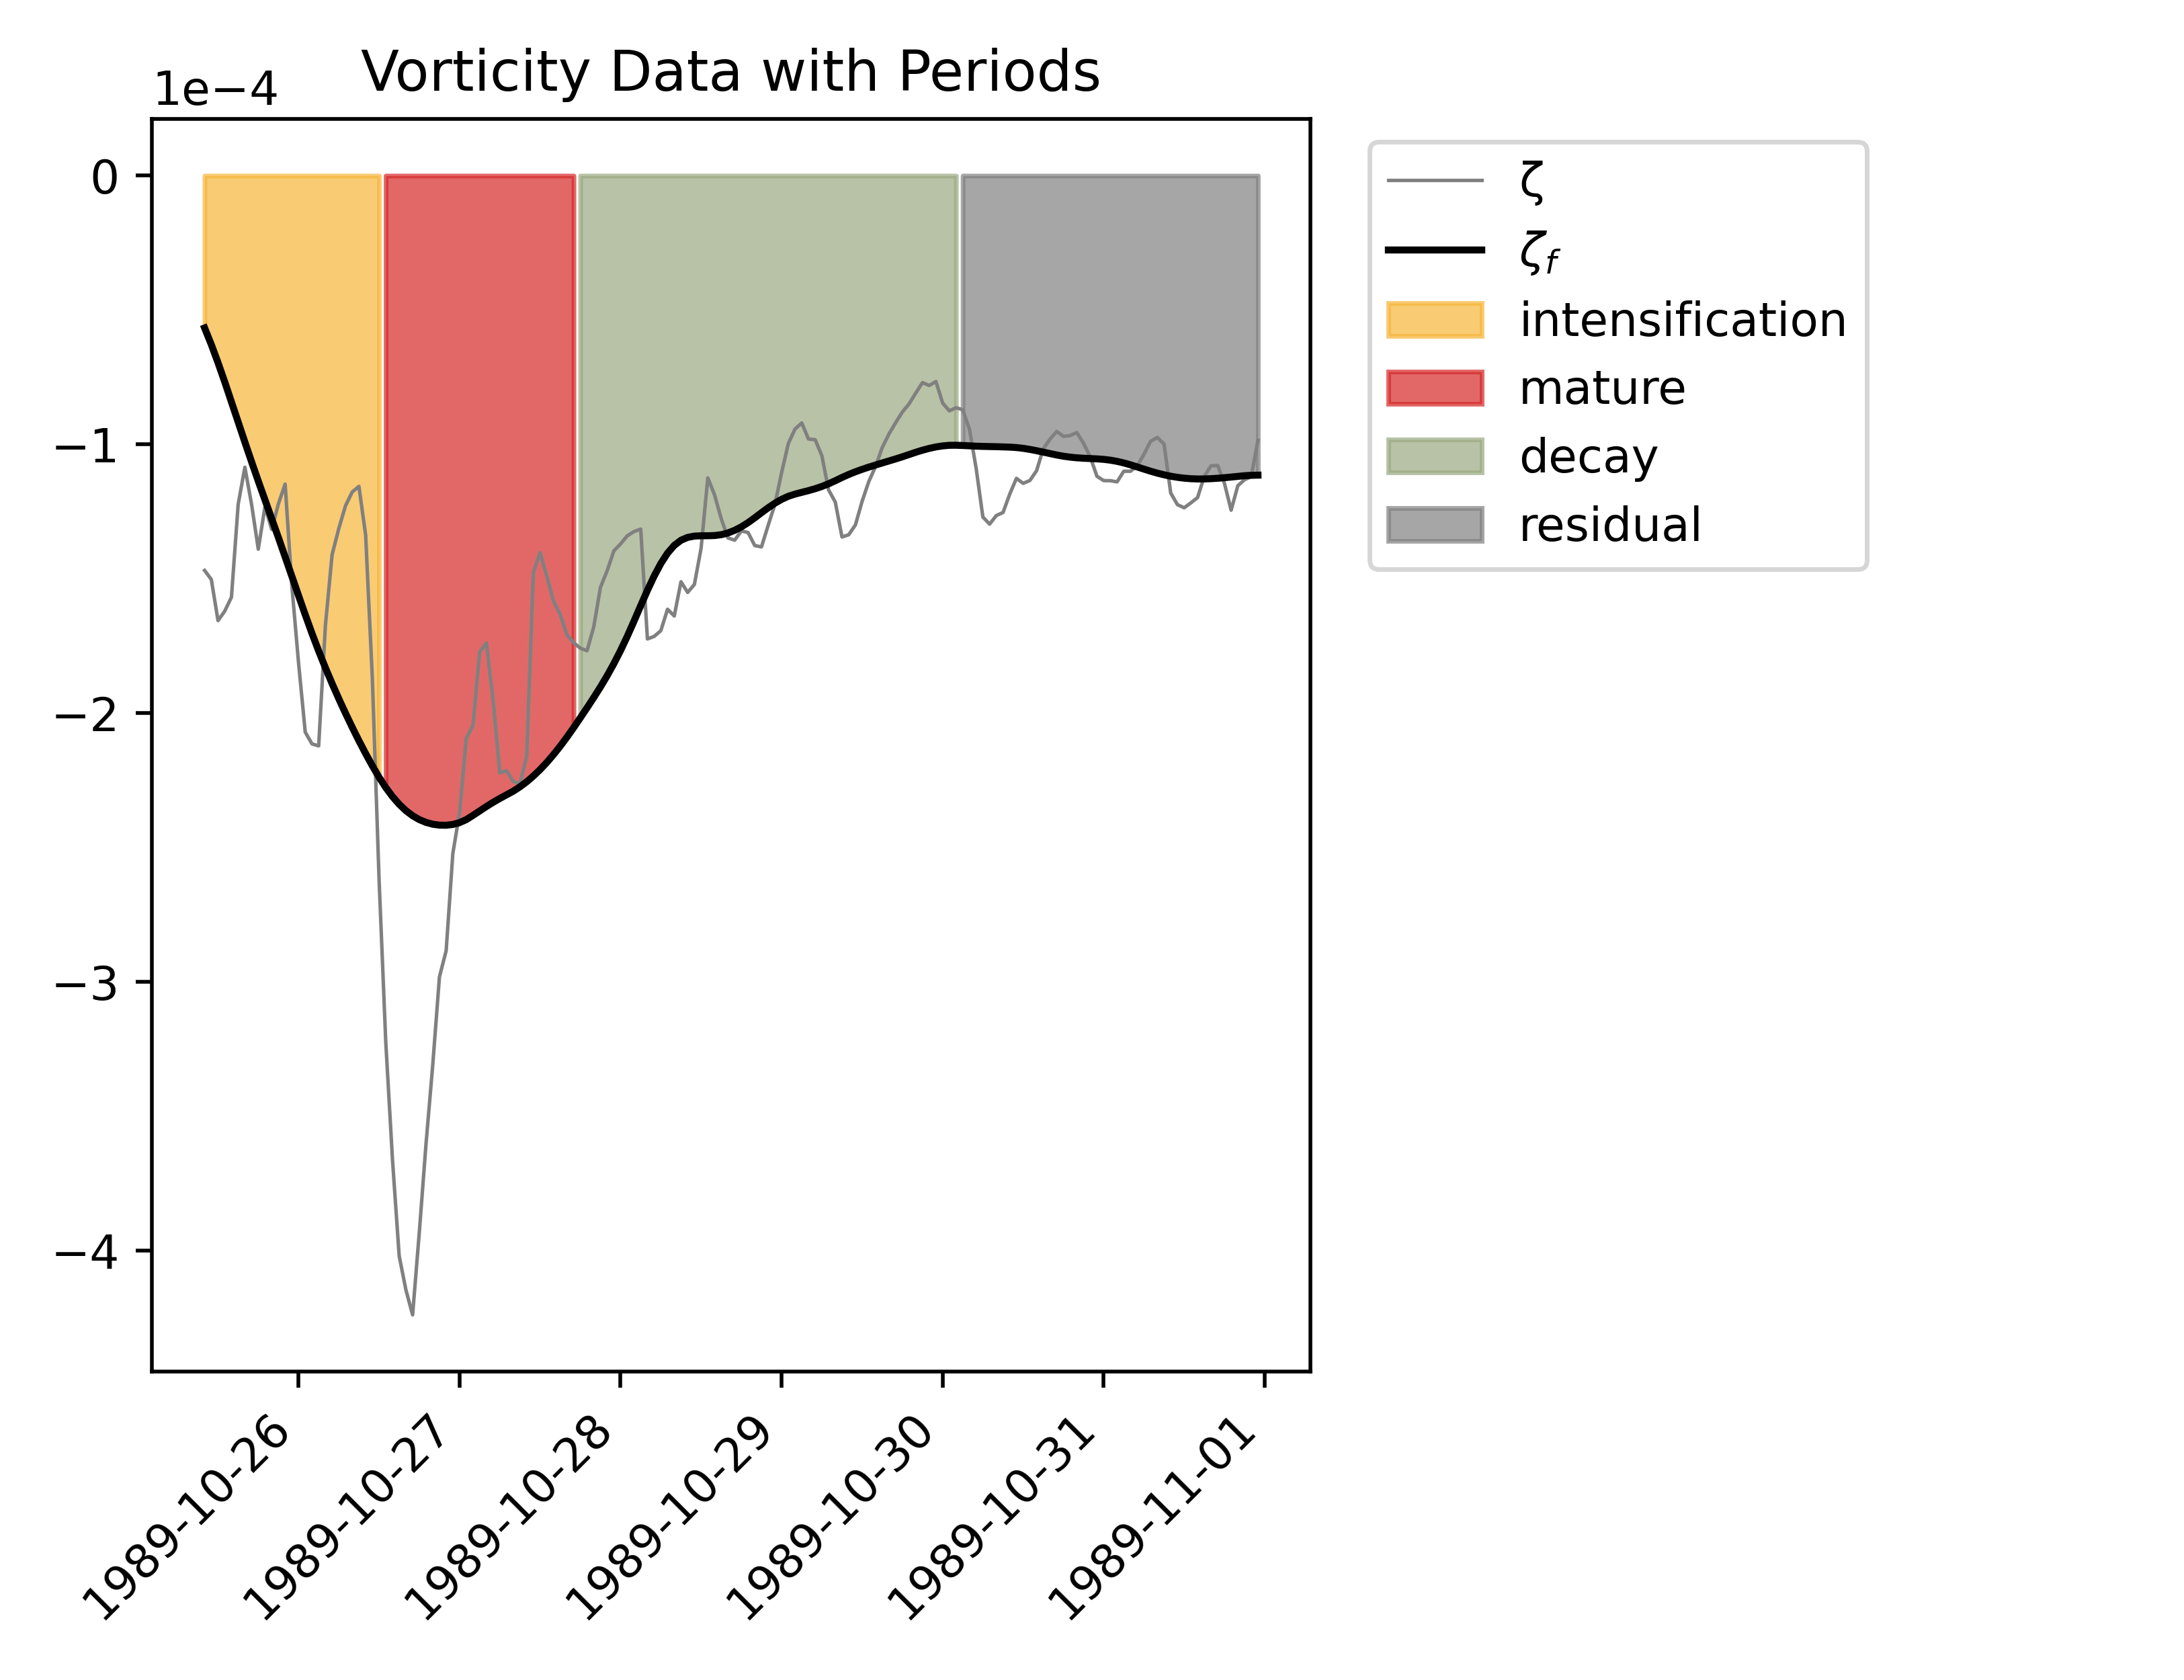 Vorticity Data with Periods
1e−4
0
−1
−2
−3
−4
1989-10-26
1989-10-27
1989-10-28
1989-10-29
1989-10-30
1989-10-31
1989-11-01
ζ
ζf
intensification
mature
decay
residual